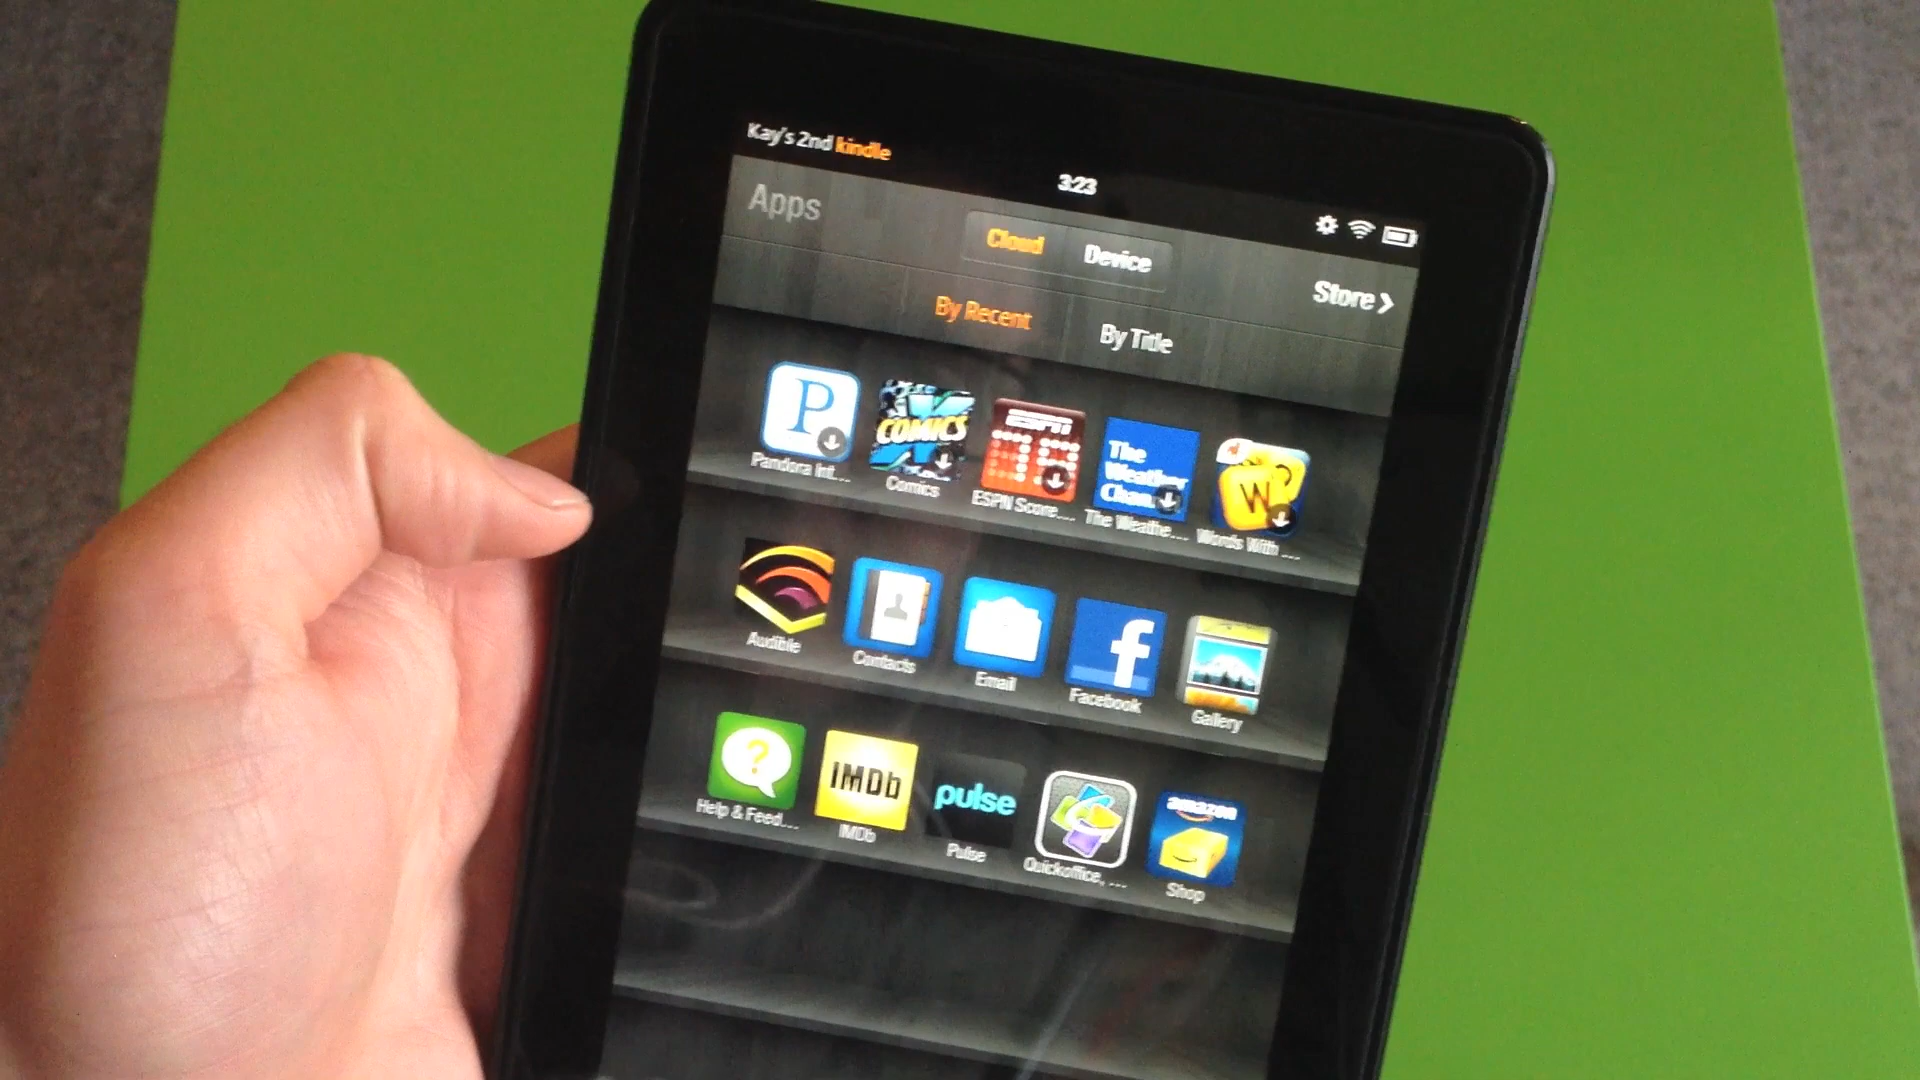 Kay's 2nd kindle
3:23
Apps
Cloud Device
Store >
By Recent By Title
P
COMICS
ESPN
The Weather Chan
W
Pandora Int...
Comics
ESPN Score...
The Weathe...
Words With ...
f
Audible
Contacts
Email
Facebook
Gallery
?
IMDb
pulse
amazon
Help & Feed...
IMDb
Pulse
Quickoffice, ...
Shop